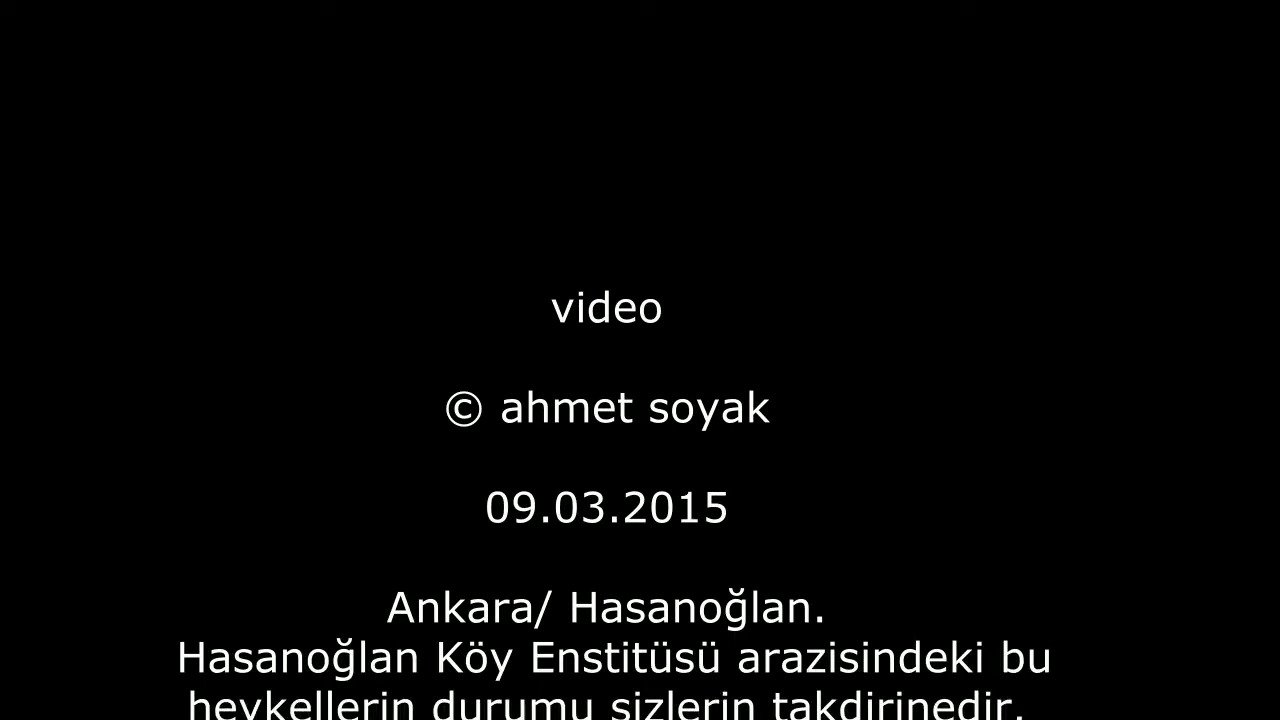 video
© ahmet soyak
09.03.2015
Ankara/ Hasanoğlan.
Hasanoğlan Köy Enstitüsü arazisindeki bu
heykellerin durumu sizlerin takdirinedir.